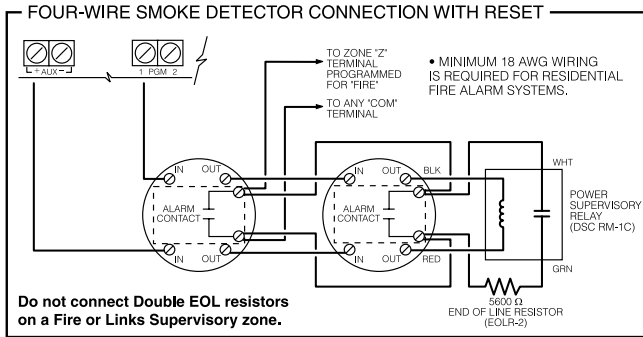 FOUR-WIRE SMOKE DETECTOR CONNECTION WITH RESET
+ AUX -
1 PGM 2
TO ZONE "Z"
TERMINAL
PROGRAMMED
FOR "FIRE"
TO ANY "COM"
TERMINAL
• MINIMUM 18 AWG WIRING
IS REQUIRED FOR RESIDENTIAL
FIRE ALARM SYSTEMS.
IN
OUT
ALARM
CONTACT
IN
OUT
IN
OUT
ALARM
CONTACT
IN
OUT
BLK
RED
WHT
POWER
SUPERVISORY
RELAY
(DSC RM-1C)
GRN
5600 Ω
END OF LINE RESISTOR
(EOLR-2)
Do not connect Double EOL resistors
on a Fire or Links Supervisory zone.